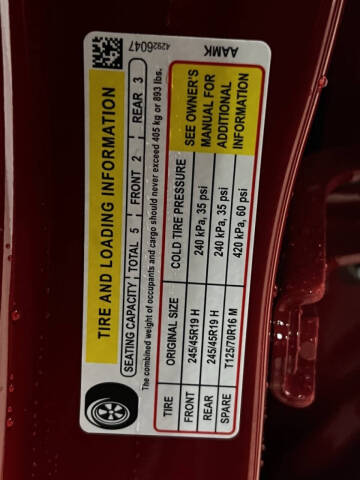 TIRE AND LOADING INFORMATION
SEATING CAPACITY TOTAL 5 FRONT 2 REAR 3
The combined weight of occupants and cargo should never exceed 405 kg or 893 lbs.
TIRE ORIGINAL SIZE COLD TIRE PRESSURE
FRONT 245/45R19 H 240 kPa, 35 psi
REAR 245/45R19 H 240 kPa, 35 psi
SPARE T125/70R16 M 420 kPa, 60 psi
SEE OWNER'S
MANUAL FOR
ADDITIONAL
INFORMATION
42926047
AAMK